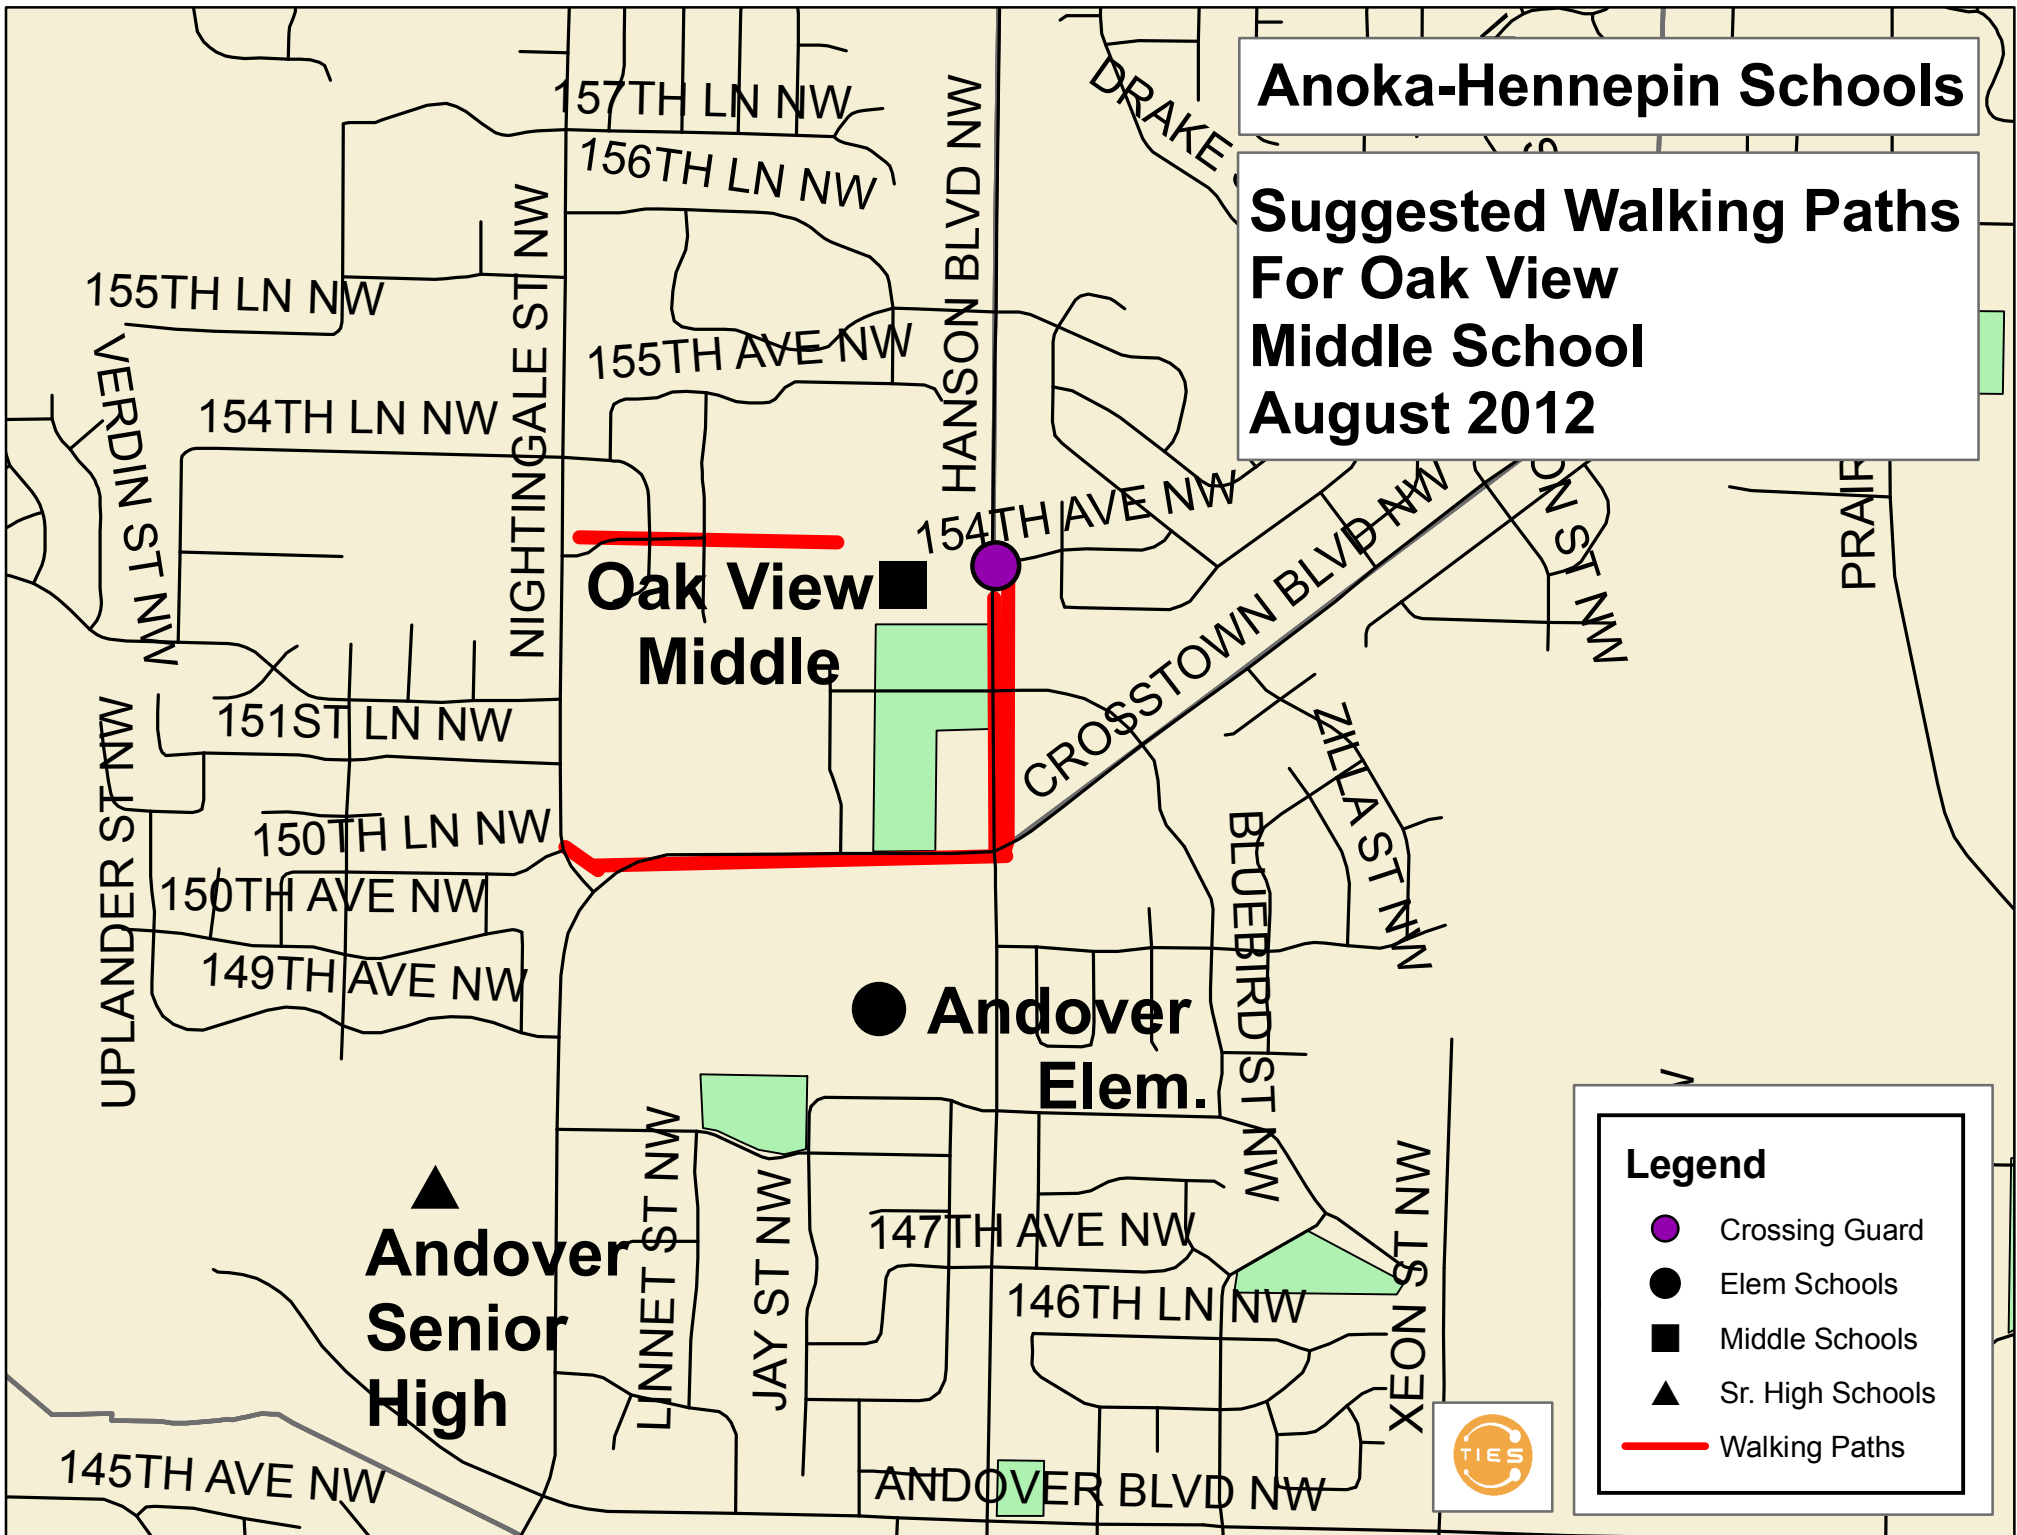 Anoka-Hennepin Schools
Suggested Walking Paths
For Oak View
Middle School
August 2012
157TH LN NW
156TH LN NW
155TH LN NW
155TH AVE NW
154TH LN NW
154TH AVE NW
HANSON BLVD NW
NIGHTINGALE ST NW
VERDIN ST NW
DRAKE
CROSSTOWN BLVD NW
ON ST NW
PRAIR
Oak View
Middle
151ST LN NW
150TH LN NW
150TH AVE NW
149TH AVE NW
UPLANDER ST NW
ZILLA ST NW
BLUEBIRD ST NW
Andover
Elem.
Andover
Senior
High
LINNET ST NW
JAY ST NW
147TH AVE NW
146TH LN NW
XEON ST NW
145TH AVE NW
ANDOVER BLVD NW
TIES
Legend
Crossing Guard
Elem Schools
Middle Schools
Sr. High Schools
Walking Paths